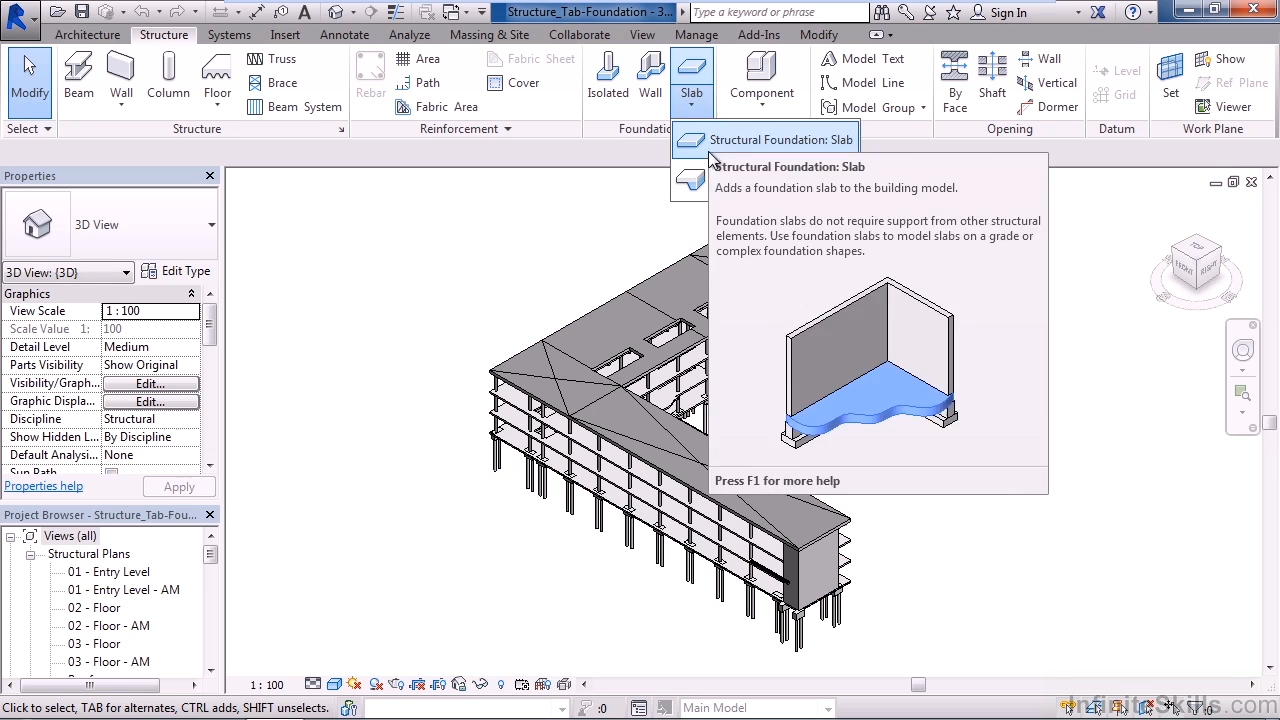 Structure_Tab-Foundation - 3...
Type a keyword or phrase
Sign In
Architecture Structure Systems Insert Annotate Analyze Massing & Site Collaborate View Manage Add-Ins Modify
Modify
Beam
Wall
Column
Floor
Truss
Brace
Beam System
Rebar
Area
Path
Fabric Area
Fabric Sheet
Cover
Isolated
Wall
Slab
Component
Model Text
Model Line
Model Group
By Face
Shaft
Wall
Vertical
Dormer
Level
Grid
Set
Show
Ref Plane
Viewer
Select
Structure
Reinforcement
Foundatio
Opening
Datum
Work Plane
Structural Foundation: Slab
Structural Foundation: Slab
Adds a foundation slab to the building model.
Foundation slabs do not require support from other structural
elements. Use foundation slabs to model slabs on a grade or
complex foundation shapes.
Press F1 for more help
FRONT
RIGHT
Properties
3D View
3D View: {3D}
Edit Type
Graphics
View Scale 1 : 100
Scale Value 1: 100
Detail Level Medium
Parts Visibility Show Original
Visibility/Graph... Edit...
Graphic Displa... Edit...
Discipline Structural
Show Hidden L... By Discipline
Default Analysi... None
Sun Path
Properties help
Apply
Project Browser - Structure_Tab-Fou...
Views (all)
Structural Plans
01 - Entry Level
01 - Entry Level - AM
02 - Floor
02 - Floor - AM
03 - Floor
03 - Floor - AM
1 : 100
Click to select, TAB for alternates, CTRL adds, SHIFT unselects.
:0
Main Model
:0
InfiniteSkills.com